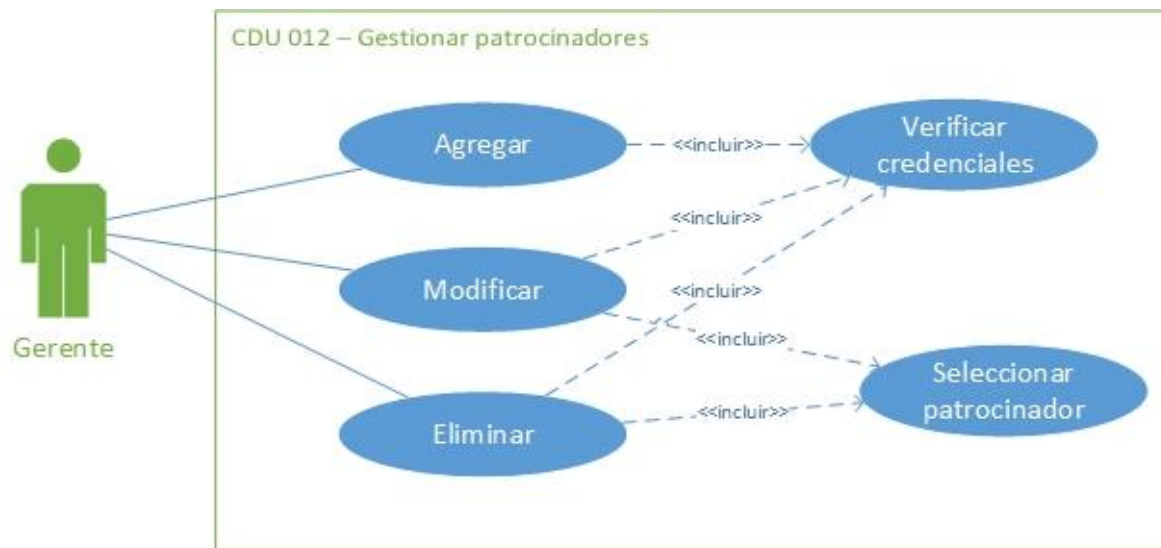 CDU 012 – Gestionar patrocinadores
Agregar
<<incluir>>
Verificar
credenciales
<<incluir>>
Modificar
<<incluir>>
<<incluir>>
Gerente
Seleccionar
patrocinador
<<incluir>>
Eliminar